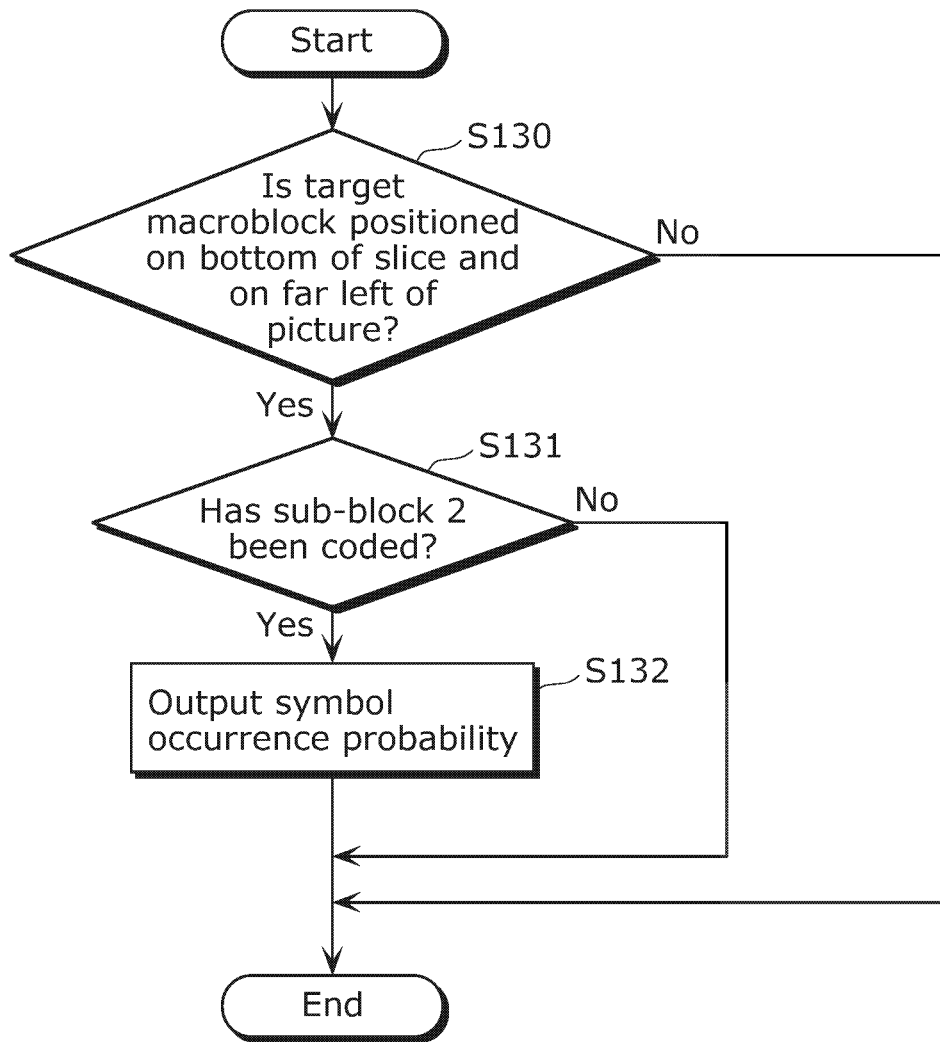 Start
S130
Is target
macroblock positioned
on bottom of slice and
on far left of
picture?
No
Yes
S131
Has sub-block 2
been coded?
No
Yes
S132
Output symbol
occurrence probability
End